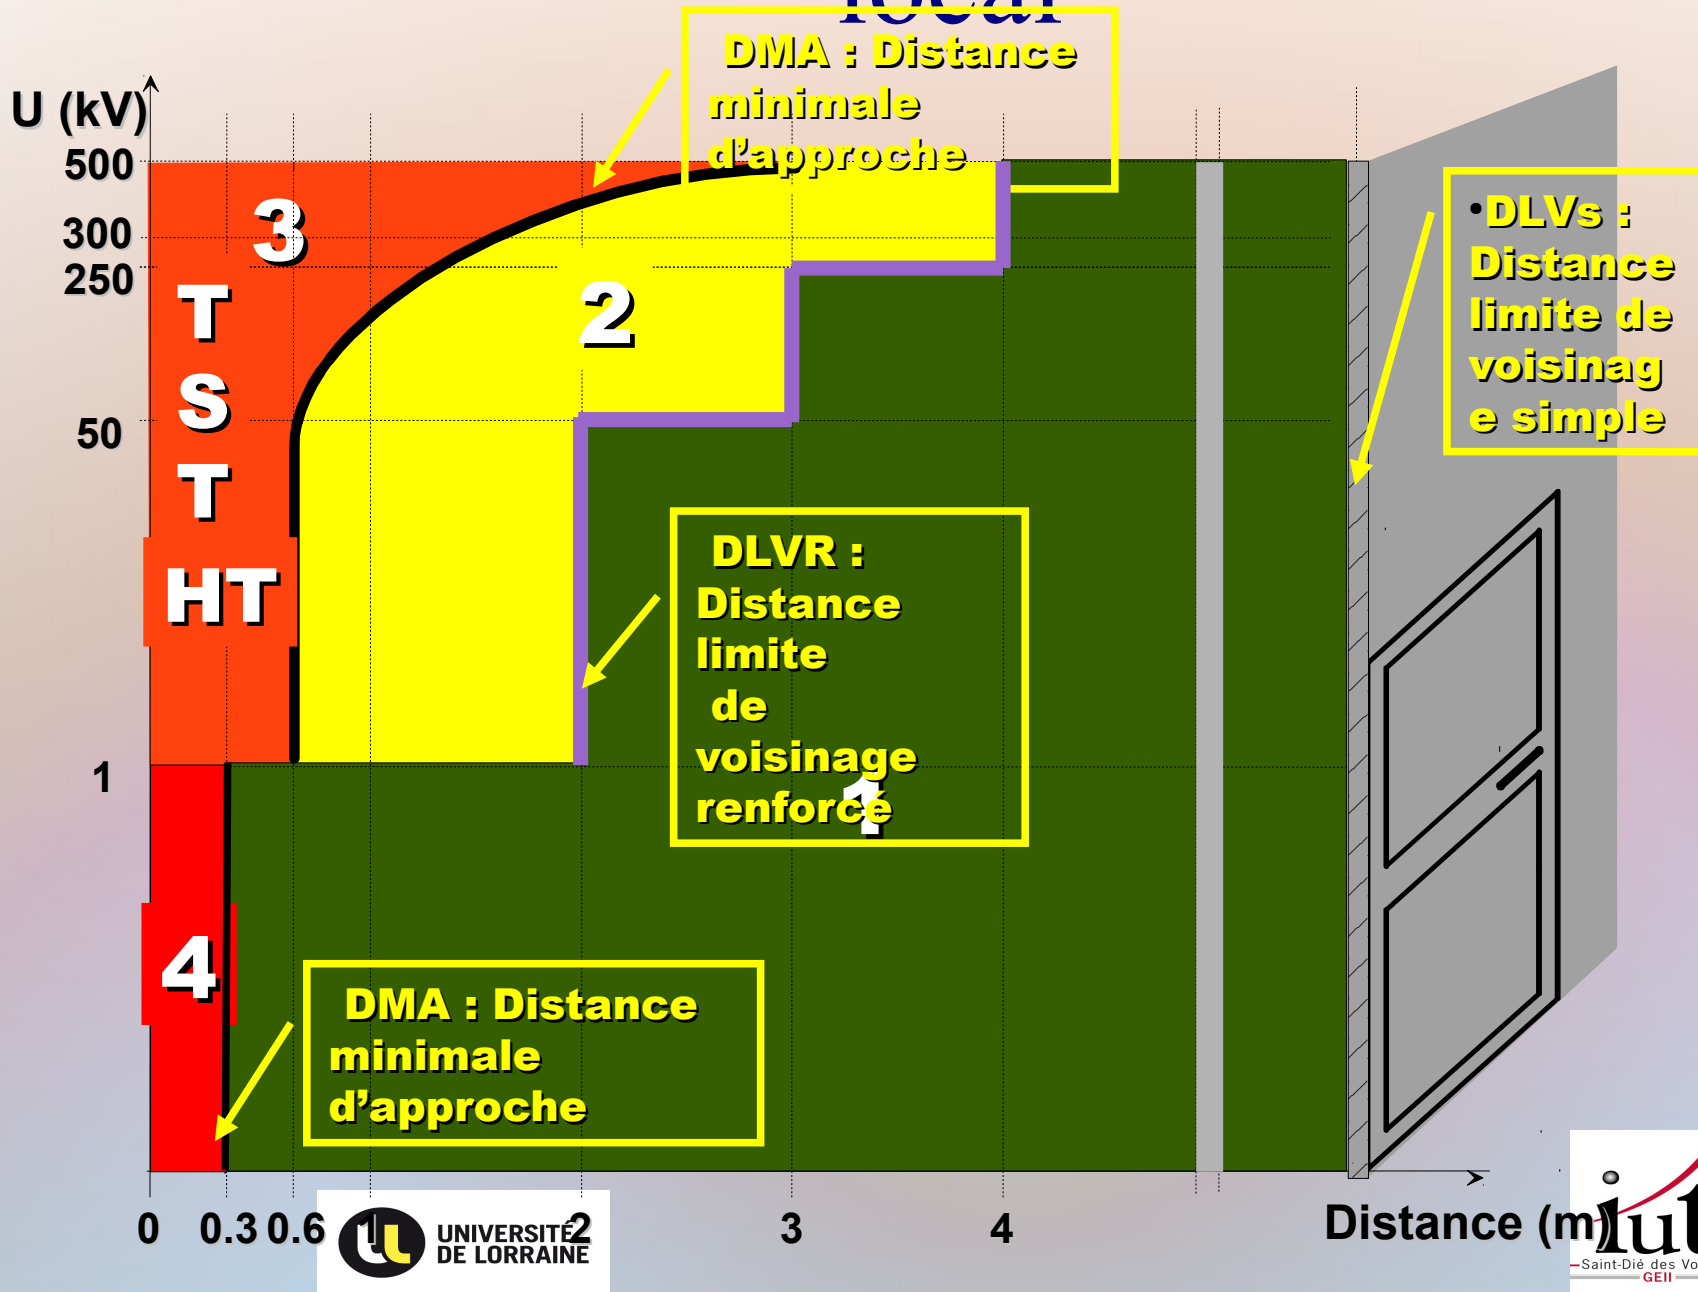 local
DMA : Distance
minimale
d’approche
U (kV)
500
300
250
50
1
3
T
S
T
HT
2
•DLVs :
Distance
limite de
voisinag
e simple
DLVR :
Distance
limite
de
voisinage
renforcé
1
4
DMA : Distance
minimale
d’approche
0 0.3 0.6 1 2 3 4
Distance (m)
UNIVERSITÉ
DE LORRAINE
iut
Saint-Dié des Vo
GEII